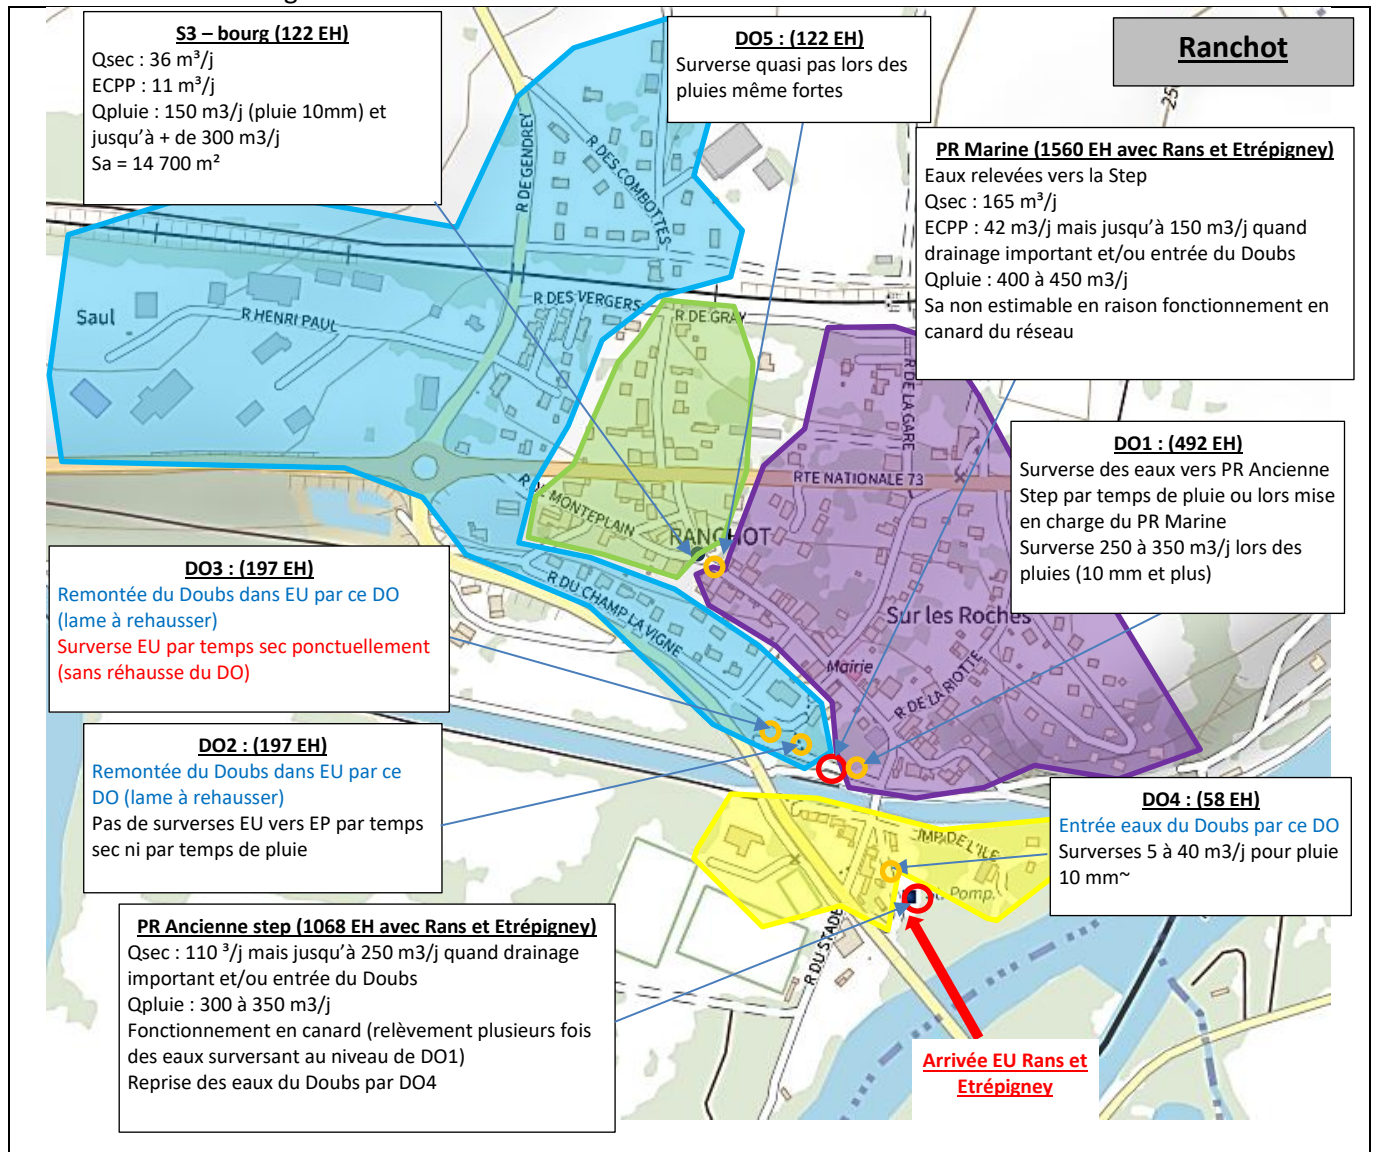 S3 – bourg (122 EH)
Qsec : 36 m³/j
ECPP : 11 m³/j
Qpluie : 150 m3/j (pluie 10mm) et
jusqu’à + de 300 m3/j
Sa = 14 700 m²
DO5 : (122 EH)
Surverse quasi pas lors des
pluies même fortes
Ranchot
PR Marine (1560 EH avec Rans et Etrépigney)
Eaux relevées vers la Step
Qsec : 165 m³/j
ECPP : 42 m3/j mais jusqu’à 150 m3/j quand
drainage important et/ou entrée du Doubs
Qpluie : 400 à 450 m3/j
Sa non estimable en raison fonctionnement en
canard du réseau
DO1 : (492 EH)
Surverse des eaux vers PR Ancienne
Step par temps de pluie ou lors mise
en charge du PR Marine
Surverse 250 à 350 m3/j lors des
pluies (10 mm et plus)
R DE GENDREY
R DES COMBOTTES
Saul
R HENRI PAUL
R DES VERGERS
R DE GRAY
R DE LA GARE
RTE NATIONALE 73
R DE MONTEPLAIN
RANCHOT
R DU CHAMP LA VIGNE
Sur les Roches
Mairie
R DE LA RIOTTE
DO3 : (197 EH)
Remontée du Doubs dans EU par ce DO
(lame à rehausser)
Surverse EU par temps sec ponctuellement
(sans réhausse du DO)
DO2 : (197 EH)
Remontée du Doubs dans EU par ce
DO (lame à rehausser)
Pas de surverses EU vers EP par temps
sec ni par temps de pluie
DO4 : (58 EH)
Entrée eaux du Doubs par ce DO
Surverses 5 à 40 m3/j pour pluie
10 mm~
IMP DE L'ILE
St. Pomp.
R DU STADE
PR Ancienne step (1068 EH avec Rans et Etrépigney)
Qsec : 110 ³/j mais jusqu’à 250 m3/j quand drainage
important et/ou entrée du Doubs
Qpluie : 300 à 350 m3/j
Fonctionnement en canard (relèvement plusieurs fois
des eaux surversant au niveau de DO1)
Reprise des eaux du Doubs par DO4
Arrivée EU Rans et
Etrépigney